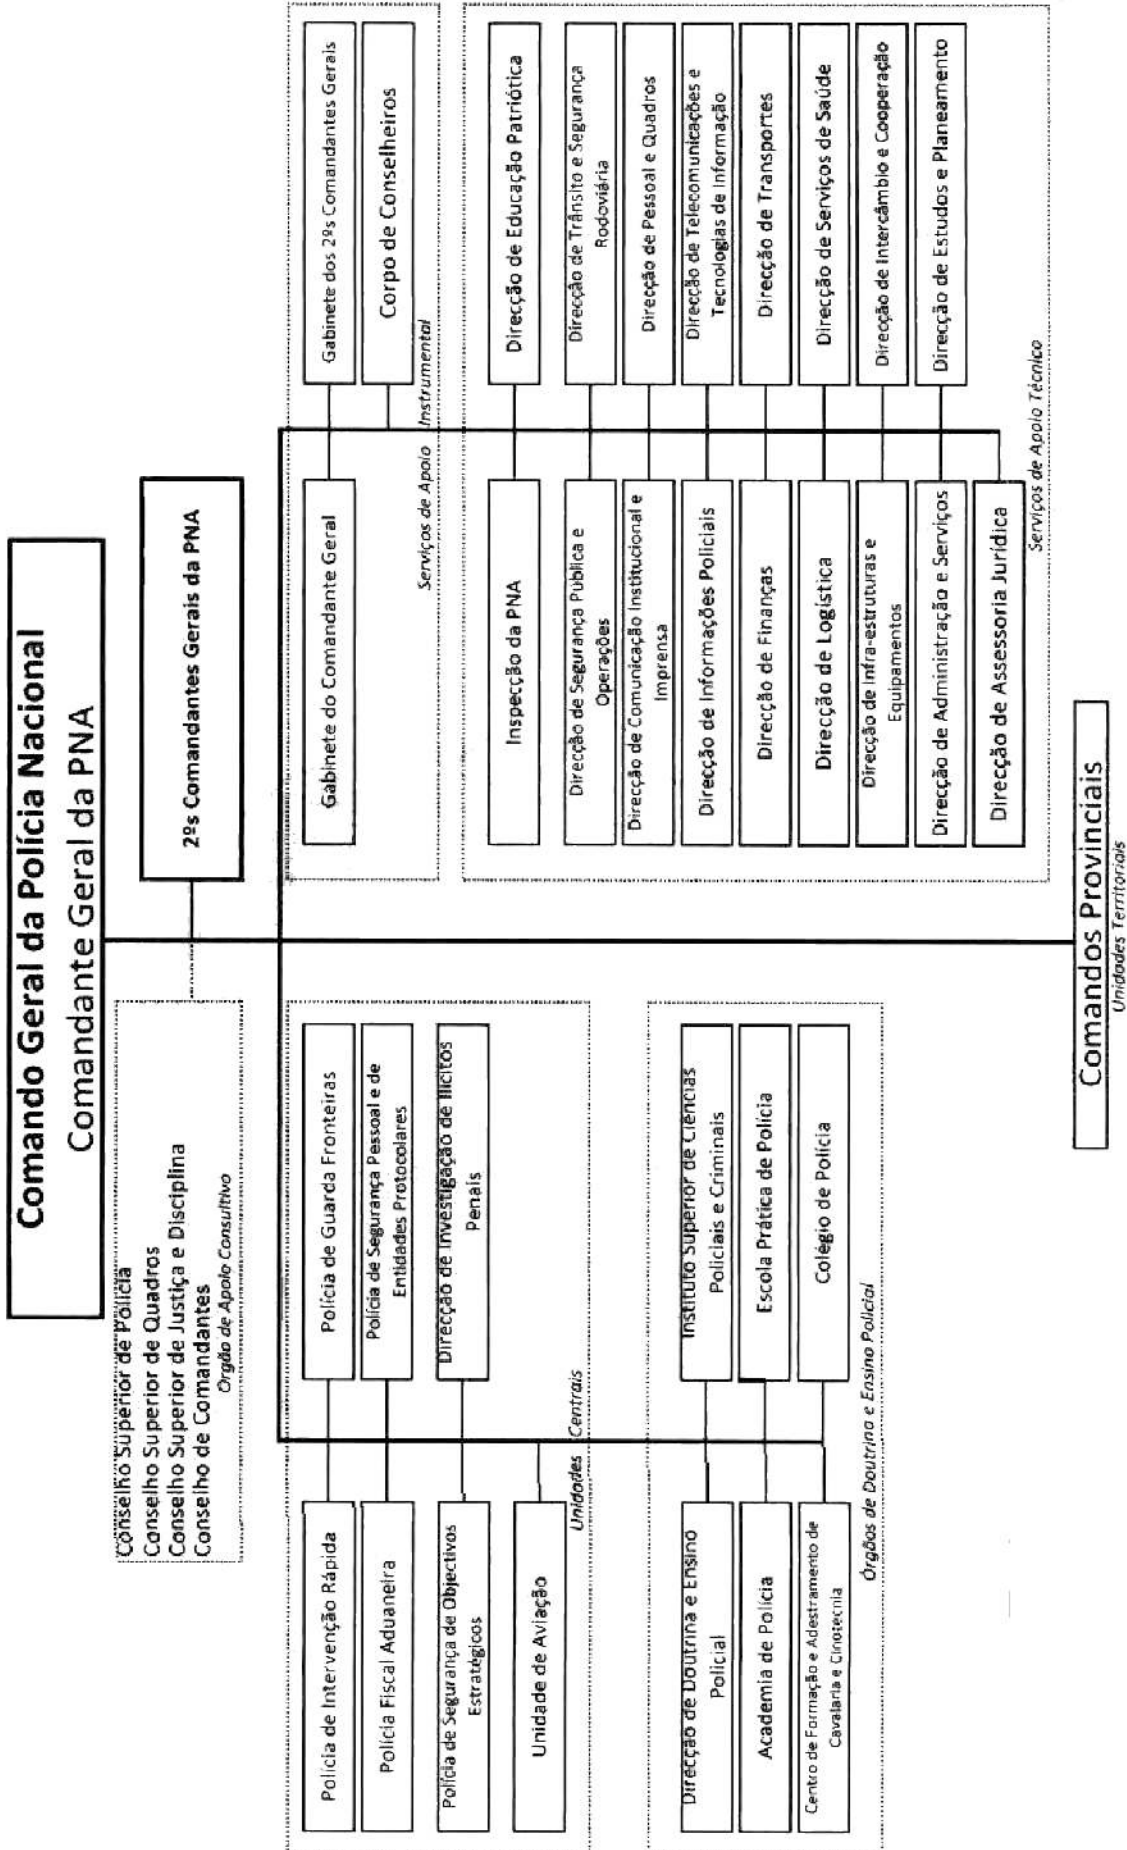 Comando Geral da Polícia Nacional
Comandante Geral da PNA
Conselho Superior de Polícia
Conselho Superior de Quadros
Conselho Superior de Justiça e Disciplina
Conselho de Comandantes
Órgão de Apoio Consultivo
2ºs Comandantes Gerais da PNA
Polícia de Intervenção Rápida
Polícia de Guarda Fronteiras
Polícia Fiscal Aduaneira
Polícia de Segurança Pessoal e de
Entidades Protocolares
Polícia de Segurança de Objectivos
Estratégicos
Direcção de Investigação de Ilícitos
Penais
Unidade de Aviação
Unidades Centrais
Direcção de Doutrina e Ensino
Policial
Instituto Superior de Ciências
Policiais e Criminais
Academia de Polícia
Escola Prática de Polícia
Centro de Formação e Adestramento de
Cavalaria e Cinotecnia
Colégio de Polícia
Órgãos de Doutrina e Ensino Policial
Gabinete do Comandante Geral
Gabinete dos 2ºs Comandantes Gerais
Corpo de Conselheiros
Serviços de Apoio Instrumental
Inspecção da PNA
Direcção de Educação Patriótica
Direcção de Segurança Pública e
Operações
Direcção de Trânsito e Segurança
Rodoviária
Direcção de Comunicação Institucional e
Imprensa
Direcção de Pessoal e Quadros
Direcção de Informações Policiais
Direcção de Telecomunicações e
Tecnologias de Informação
Direcção de Finanças
Direcção de Transportes
Direcção de Logística
Direcção de Serviços de Saúde
Direcção de Infra-estruturas e
Equipamentos
Direcção de Intercâmbio e Cooperação
Direcção de Administração e Serviços
Direcção de Estudos e Planeamento
Direcção de Assessoria Jurídica
Serviços de Apoio Técnico
Comandos Provinciais
Unidades Territoriais